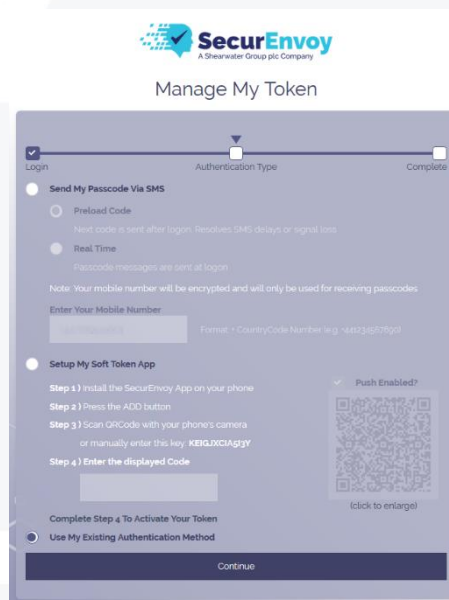 SecurEnvoy
A Shearwater Group plc Company
Manage My Token
Login
Authentication Type
Complete
Send My Passcode Via SMS
Preload Code
Next code is sent after logon. Resolves SMS delays or signal loss
Real Time
Passcode messages are sent at logon
Note: Your mobile number will be encrypted and will only be used for receiving passcodes
Enter Your Mobile Number
Format: + CountryCode Number (e.g.
Setup My Soft Token App
Push Enabled?
Step 1 ) Install the SecurEnvoy App on your phone
Step 2 ) Press the ADD button
Step 3 ) Scan QRCode with your phone's camera
or manually enter this key:
Step 4 ) Enter the displayed Code
(click to enlarge)
Complete Step 4 To Activate Your Token
Use My Existing Authentication Method
Continue